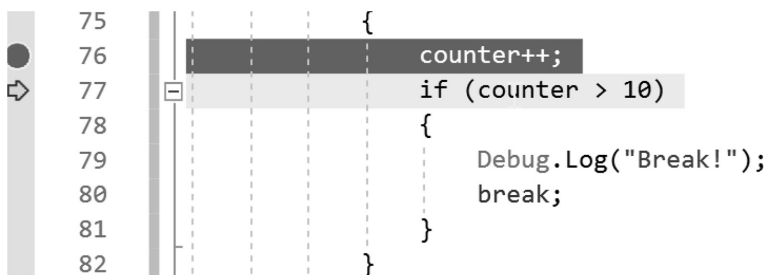 75 {
76 counter++;
77 if (counter > 10)
78 {
79 Debug.Log("Break!");
80 break;
81 }
82 }